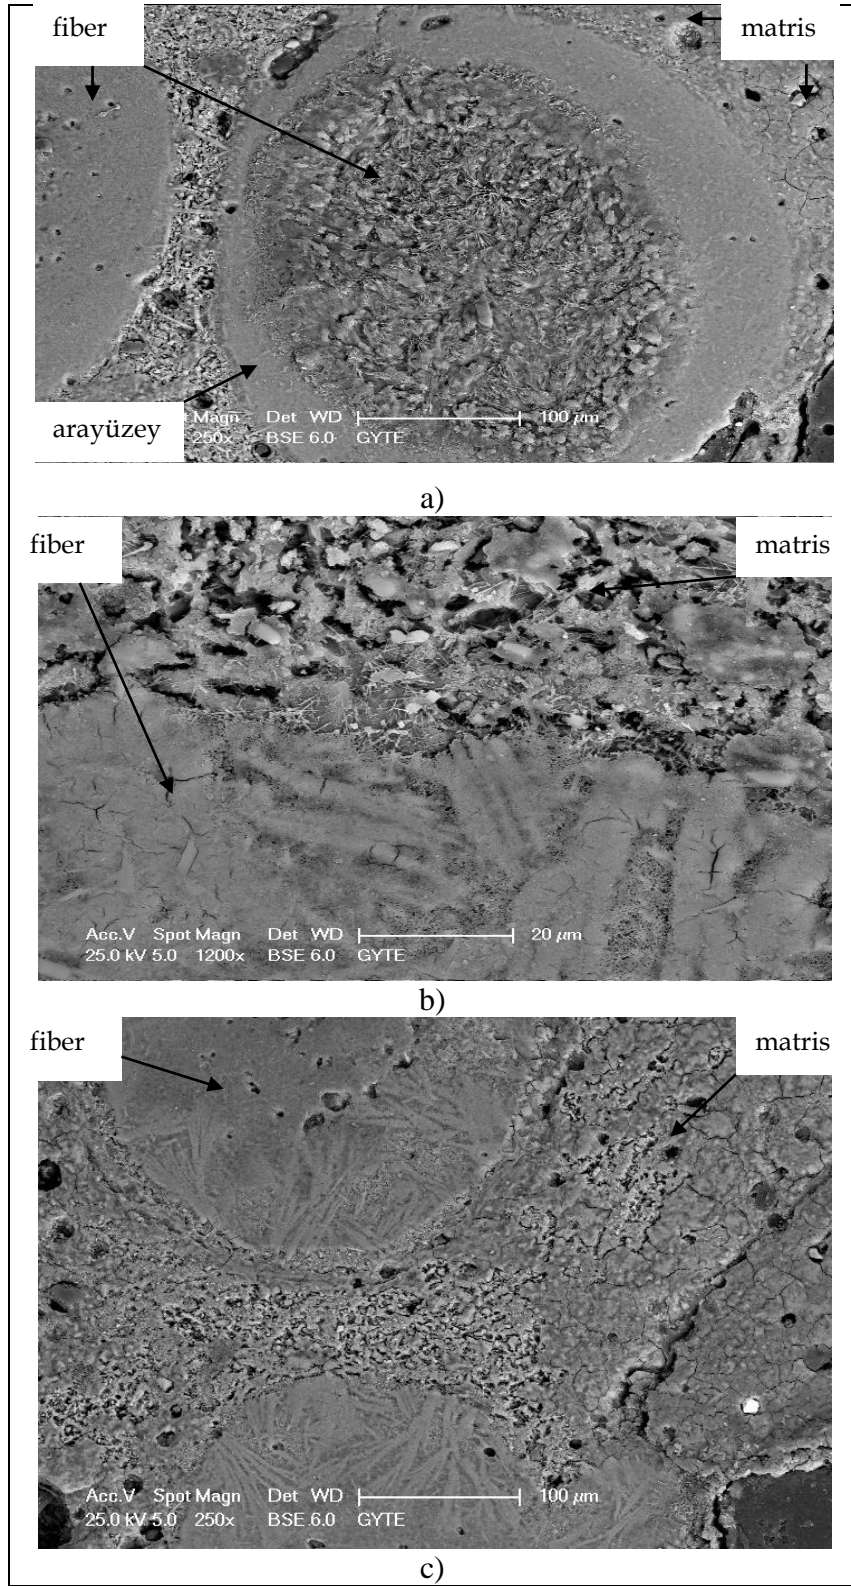 fiber
matris
arayüzey
t Magn Det WD 100 µm
250x BSE 6.0 GYTE
a)
fiber
matris
Acc.V Spot Magn Det WD 20 µm
25.0 kV 5.0 1200x BSE 6.0 GYTE
b)
fiber
matris
Acc.V Spot Magn Det WD 100 µm
25.0 kV 5.0 250x BSE 6.0 GYTE
c)